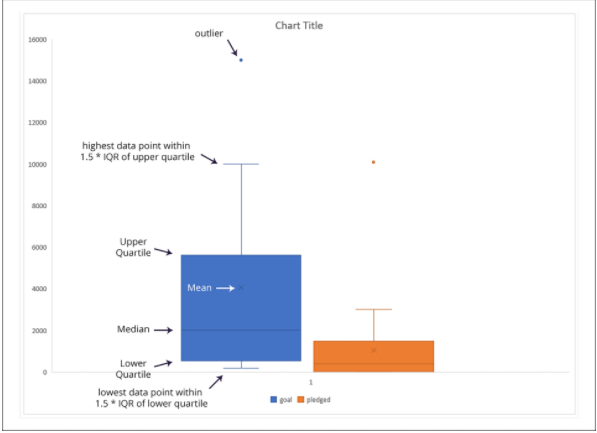 Chart Title
outlier
16000
14000
12000
highest data point within
1.5 * IQR of upper quartile
10000
8000
Upper
Quartile
6000
Mean
4000
Median
2000
Lower
Quartile
0
lowest data point within
1.5 * IQR of lower quartile
1
goal pledged